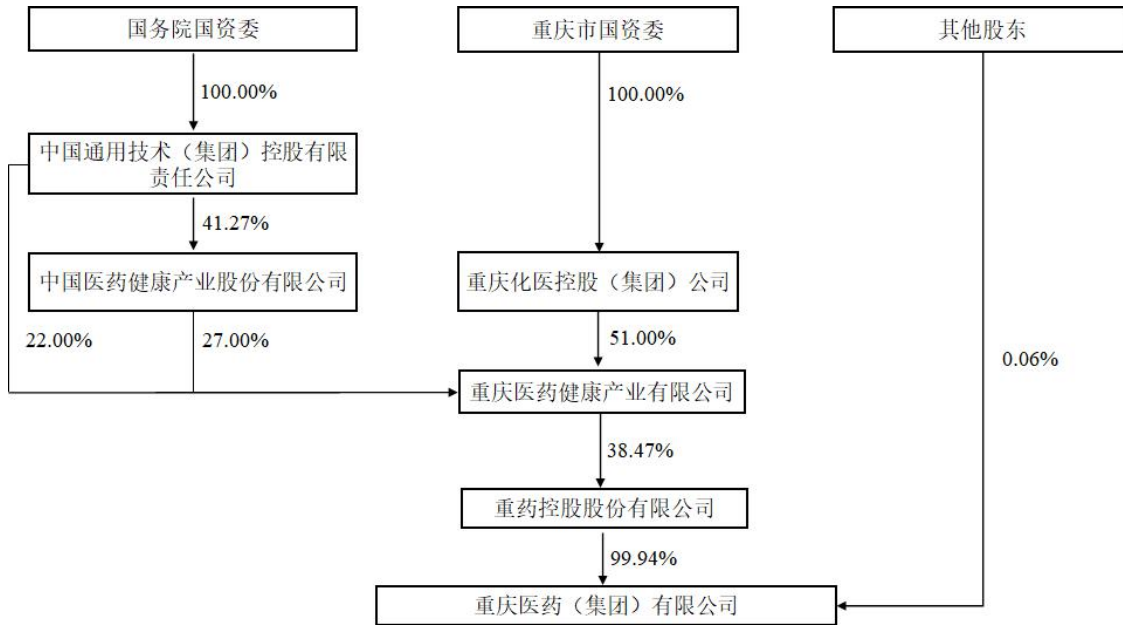 国务院国资委
重庆市国资委
其他股东
100.00%
100.00%
中国通用技术（集团）控股有限
责任公司
41.27%
中国医药健康产业股份有限公司
重庆化医控股（集团）公司
22.00%
27.00%
51.00%
0.06%
重庆医药健康产业有限公司
38.47%
重药控股股份有限公司
99.94%
重庆医药（集团）有限公司